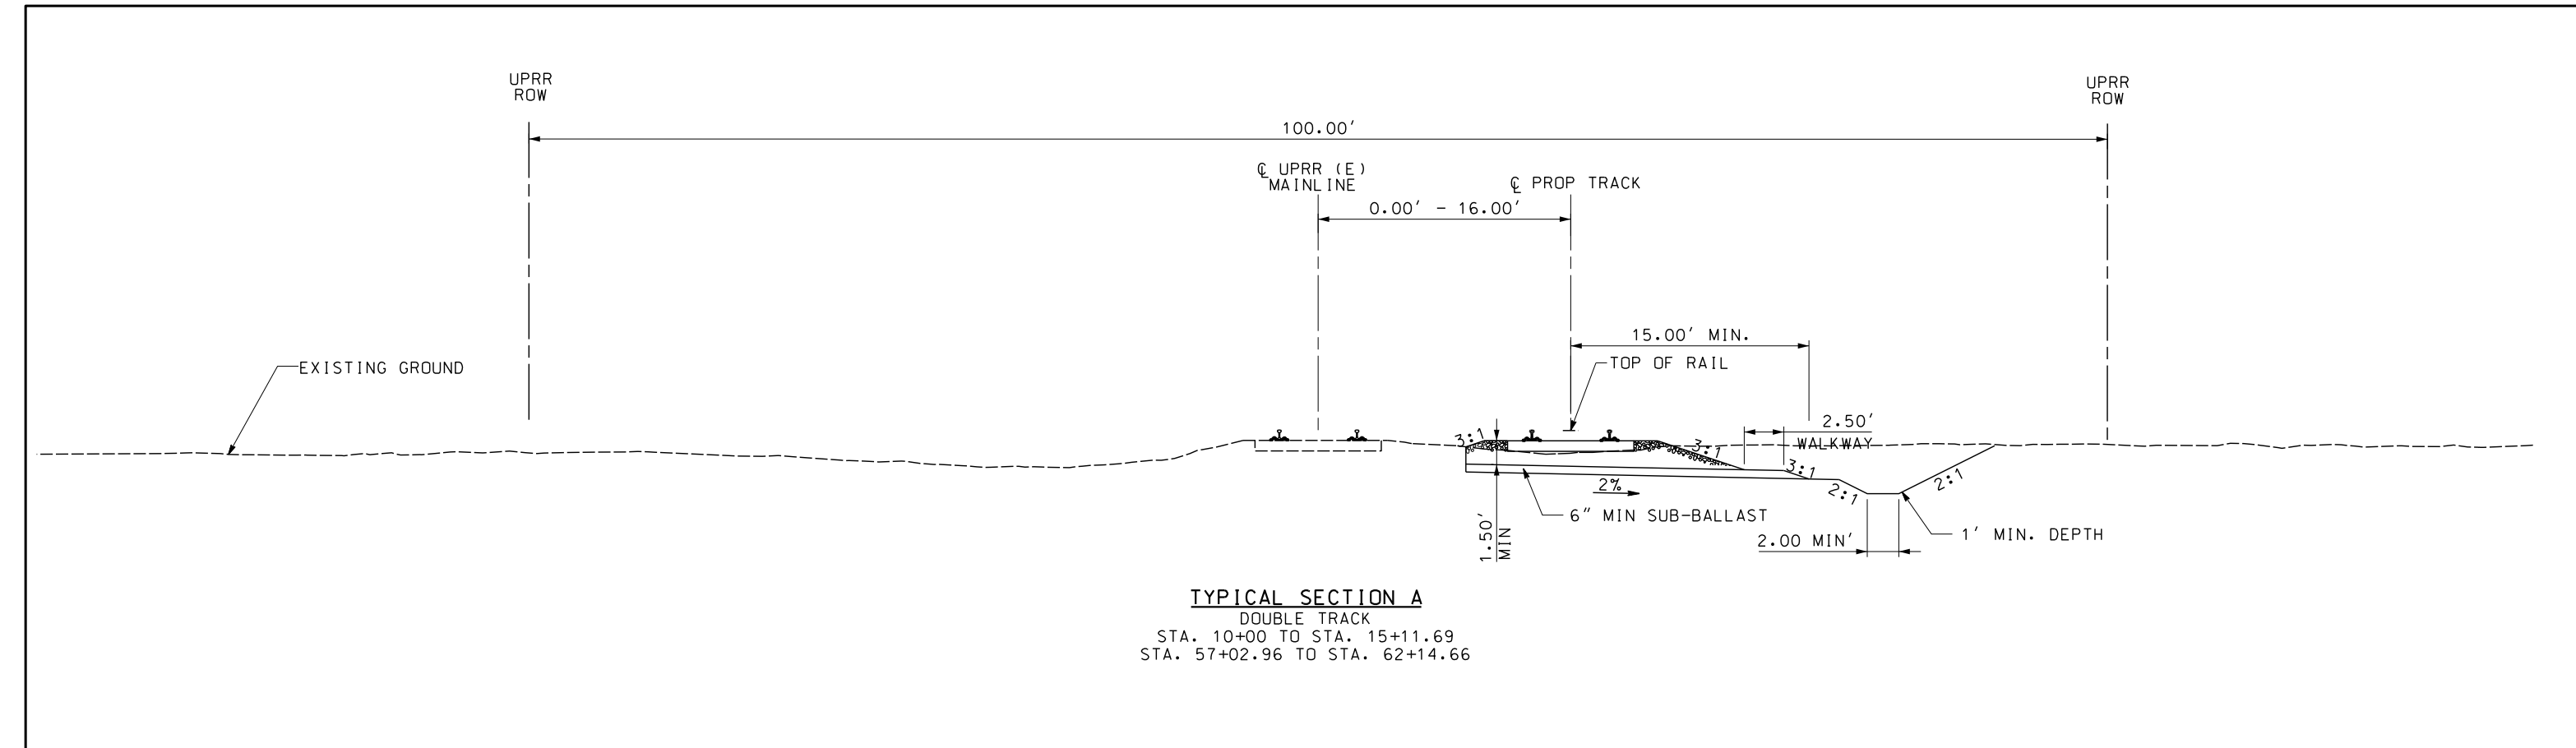 UPRR
ROW
UPRR
ROW
100.00'
℄ UPRR (E)
MAINLINE
℄ PROP TRACK
0.00' - 16.00'
15.00' MIN.
TOP OF RAIL
EXISTING GROUND
2.50'
WALKWAY
3:1
3:1
3:1
2%
2:1
2:1
6" MIN SUB-BALLAST
1.50'
MIN
1' MIN. DEPTH
2.00 MIN'
TYPICAL SECTION A
DOUBLE TRACK
STA. 10+00 TO STA. 15+11.69
STA. 57+02.96 TO STA. 62+14.66